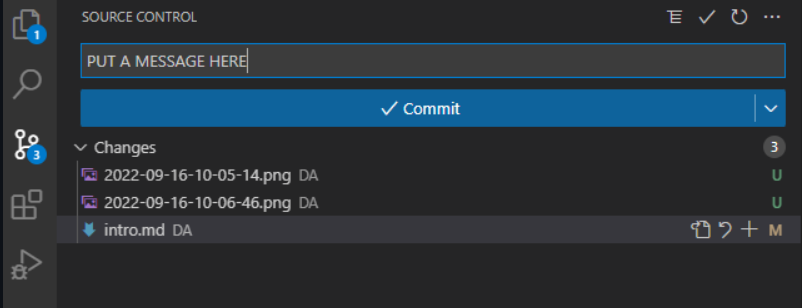 SOURCE CONTROL
1
PUT A MESSAGE HERE
Commit
3
Changes 3
2022-09-16-10-05-14.png DA U
2022-09-16-10-06-46.png DA U
intro.md DA M